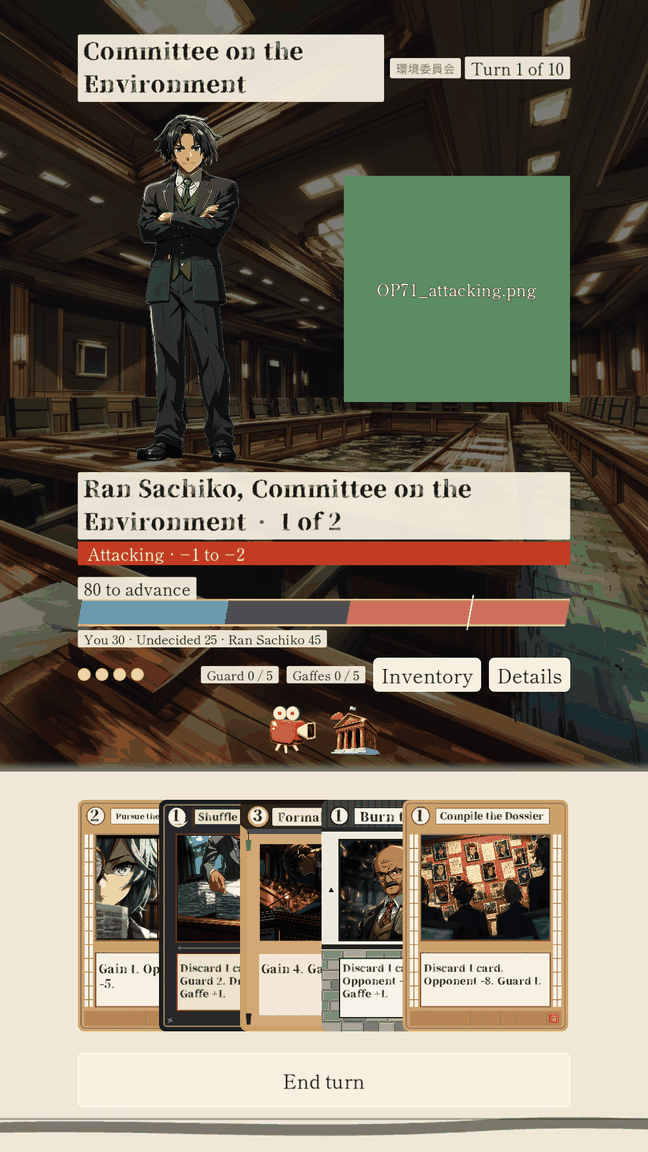 Committee on the
Environment
環境委員会
Turn 1 of 10
OP71_attacking.png
Ran Sachiko, Committee on the
Environment · 1 of 2
Attacking · −1 to −2
80 to advance
You 30 · Undecided 25 · Ran Sachiko 45
Guard 0 / 5
Gaffes 0 / 5
Inventory
Details
2
Pursue the
Gain 1. Op
-5.
1
Shuffle
Discard 1 ca
Guard 2. Dr
Gaffe +1.
3
Forma
Gain 4. Ga
1
Burn t
Discard 1 ca
Opponent -
Gaffe +1.
1
Compile the Dossier
Discard 1 card.
Opponent -8. Guard 1.
End turn